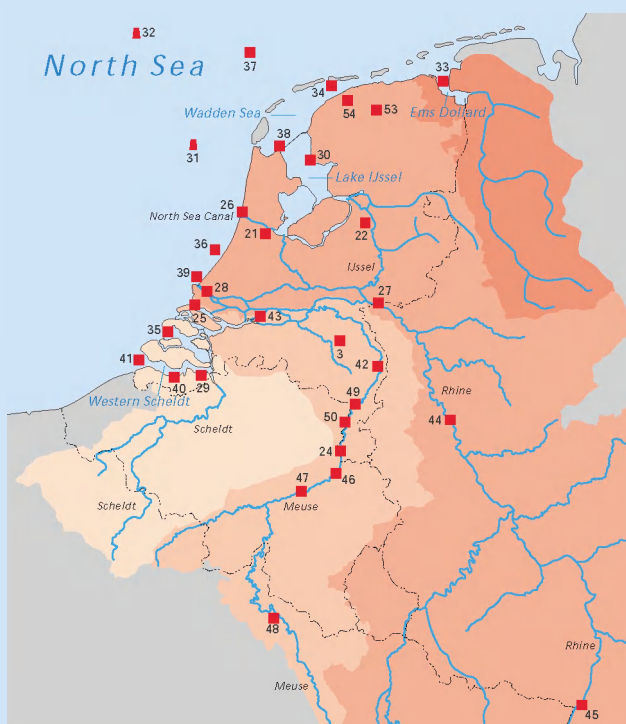 32
North Sea
37
33
34
54
53
Wadden Sea
Ems Dollard
38
31
30
Lake IJssel
26
North Sea Canal
21
22
36
IJssel
39
28
27
25
43
35
3
41
42
40
29
Rhine
Western Scheldt
49
44
50
Scheldt
24
46
47
Scheldt
Meuse
48
Rhine
Meuse
45